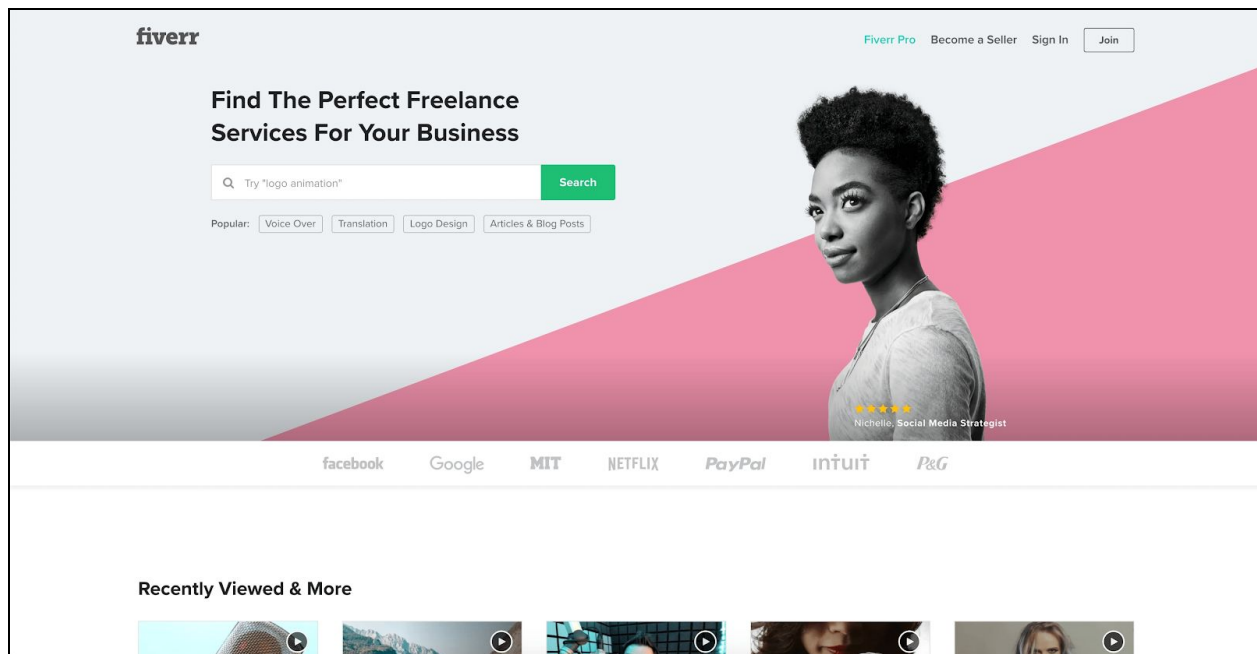 fiverr
Fiverr Pro Become a Seller Sign In Join
Find The Perfect Freelance
Services For Your Business
Try "logo animation" Search
Popular: Voice Over Translation Logo Design Articles & Blog Posts
Nichelle, Social Media Strategist
facebook Google MIT NETFLIX PayPal intuit P&G
Recently Viewed & More